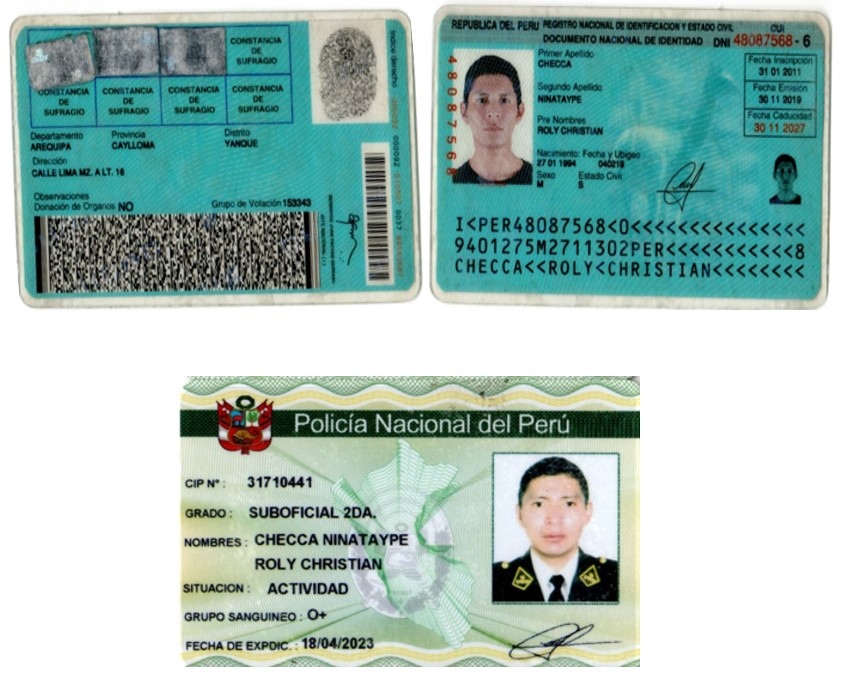 CONSTANCIA DE SUFRAGIO
CONSTANCIA DE SUFRAGIO
CONSTANCIA DE SUFRAGIO
CONSTANCIA DE SUFRAGIO
CONSTANCIA DE SUFRAGIO
Indice derecho
Departamento Provincia Distrito
AREQUIPA CAYLLOMA YANQUE
Dirección
CALLE LIMA MZ. A LT. 16
Observaciones
Donación de Organos NO Grupo de Votación 153343
REPUBLICA DEL PERU REGISTRO NACIONAL DE IDENTIFICACION Y ESTADO CIVIL CUI
DOCUMENTO NACIONAL DE IDENTIDAD DNI 48087568 - 6
48087568
Primer Apellido
CHECCA
Segundo Apellido
NINATAYPE
Pre Nombres
ROLY CHRISTIAN
Nacimiento: Fecha y Ubigeo
27 01 1994 040219
Sexo Estado Civil
M S
Fecha Inscripción
31 01 2011
Fecha Emisión
30 11 2019
Fecha Caducidad
30 11 2027
I<PER48087568<0<<<<<<<<<<<<<<<
9401275M2711302PER<<<<<<<<<<<8
CHECCA<<ROLY<CHRISTIAN<<<<<<<<
Policía Nacional del Perú
CIP N° : 31710441
GRADO : SUBOFICIAL 2DA.
NOMBRES : CHECCA NINATAYPE
ROLY CHRISTIAN
SITUACION : ACTIVIDAD
GRUPO SANGUINEO : O+
FECHA DE EXPDIC. : 18/04/2023